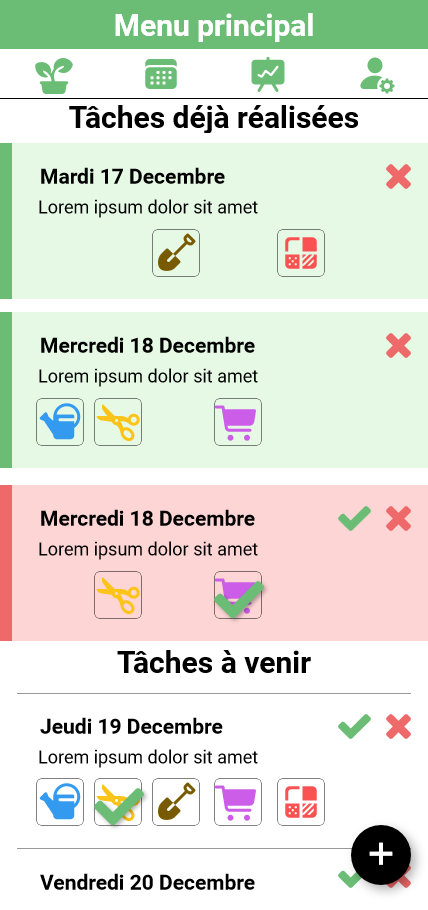 Menu principal
Tâches déjà réalisées
Mardi 17 Decembre
Lorem ipsum dolor sit amet
Mercredi 18 Decembre
Lorem ipsum dolor sit amet
Mercredi 18 Decembre
Lorem ipsum dolor sit amet
Tâches à venir
Jeudi 19 Decembre
Lorem ipsum dolor sit amet
Vendredi 20 Decembre